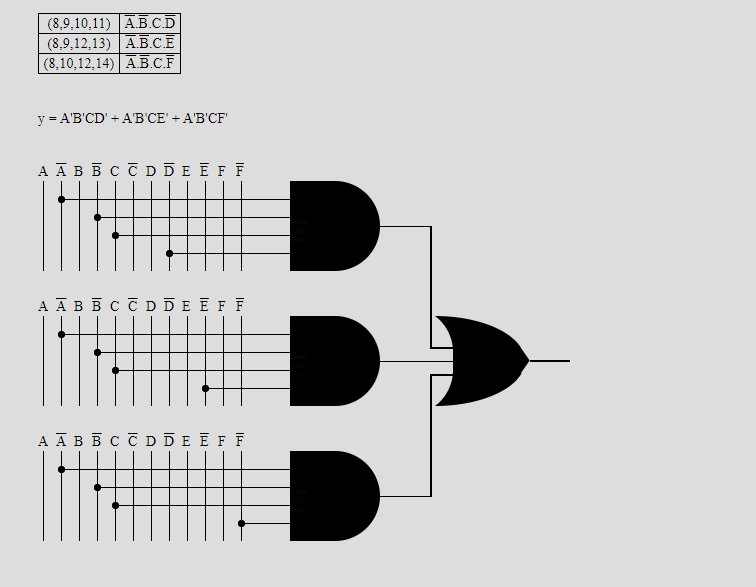 (8,9,10,11) A̅.B̅.C.D̅
(8,9,12,13) A̅.B̅.C.E̅
(8,10,12,14) A̅.B̅.C.F̅
y = A'B'CD' + A'B'CE' + A'B'CF'
A A̅ B B̅ C C̅ D D̅ E E̅ F F̅
A A̅ B B̅ C C̅ D D̅ E E̅ F F̅
A A̅ B B̅ C C̅ D D̅ E E̅ F F̅